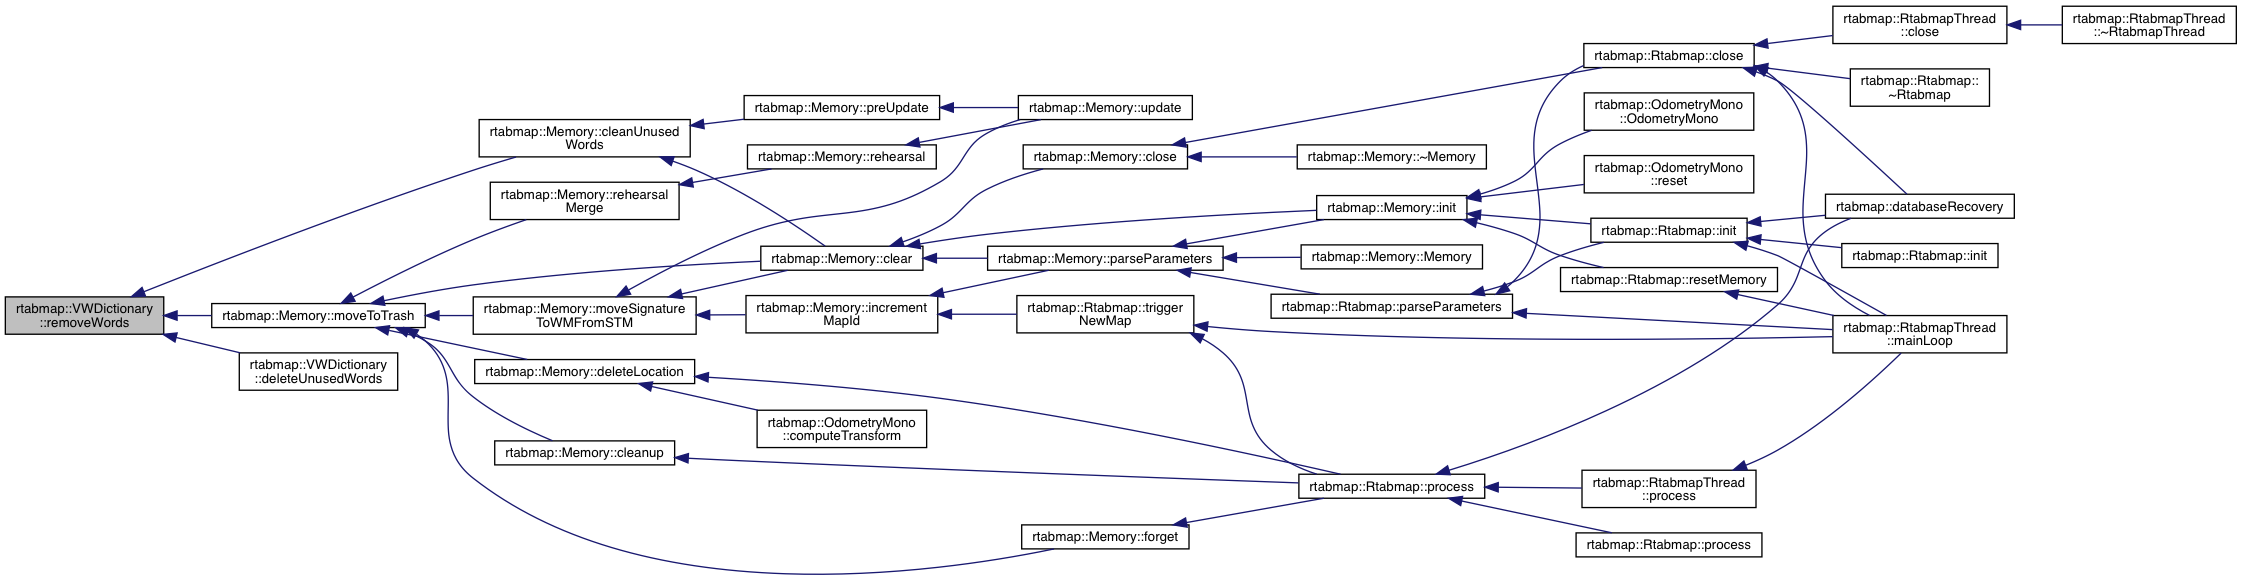 rtabmap::VWDictionary
::removeWords
rtabmap::Memory::cleanUnused
Words
rtabmap::Memory::rehearsal
Merge
rtabmap::Memory::moveToTrash
rtabmap::VWDictionary
::deleteUnusedWords
rtabmap::Memory::moveSignature
ToWMFromSTM
rtabmap::Memory::deleteLocation
rtabmap::Memory::cleanup
rtabmap::Memory::preUpdate
rtabmap::Memory::rehearsal
rtabmap::Memory::clear
rtabmap::Memory::increment
MapId
rtabmap::OdometryMono
::computeTransform
rtabmap::Memory::update
rtabmap::Memory::close
rtabmap::Memory::parseParameters
rtabmap::Rtabmap::trigger
NewMap
rtabmap::Memory::forget
rtabmap::Memory::~Memory
rtabmap::Memory::init
rtabmap::Memory::Memory
rtabmap::Rtabmap::parseParameters
rtabmap::Rtabmap::process
rtabmap::Rtabmap::close
rtabmap::OdometryMono
::OdometryMono
rtabmap::OdometryMono
::reset
rtabmap::Rtabmap::init
rtabmap::Rtabmap::resetMemory
rtabmap::RtabmapThread
::process
rtabmap::Rtabmap::process
rtabmap::RtabmapThread
::close
rtabmap::Rtabmap::
~Rtabmap
rtabmap::databaseRecovery
rtabmap::Rtabmap::init
rtabmap::RtabmapThread
::mainLoop
rtabmap::RtabmapThread
::~RtabmapThread